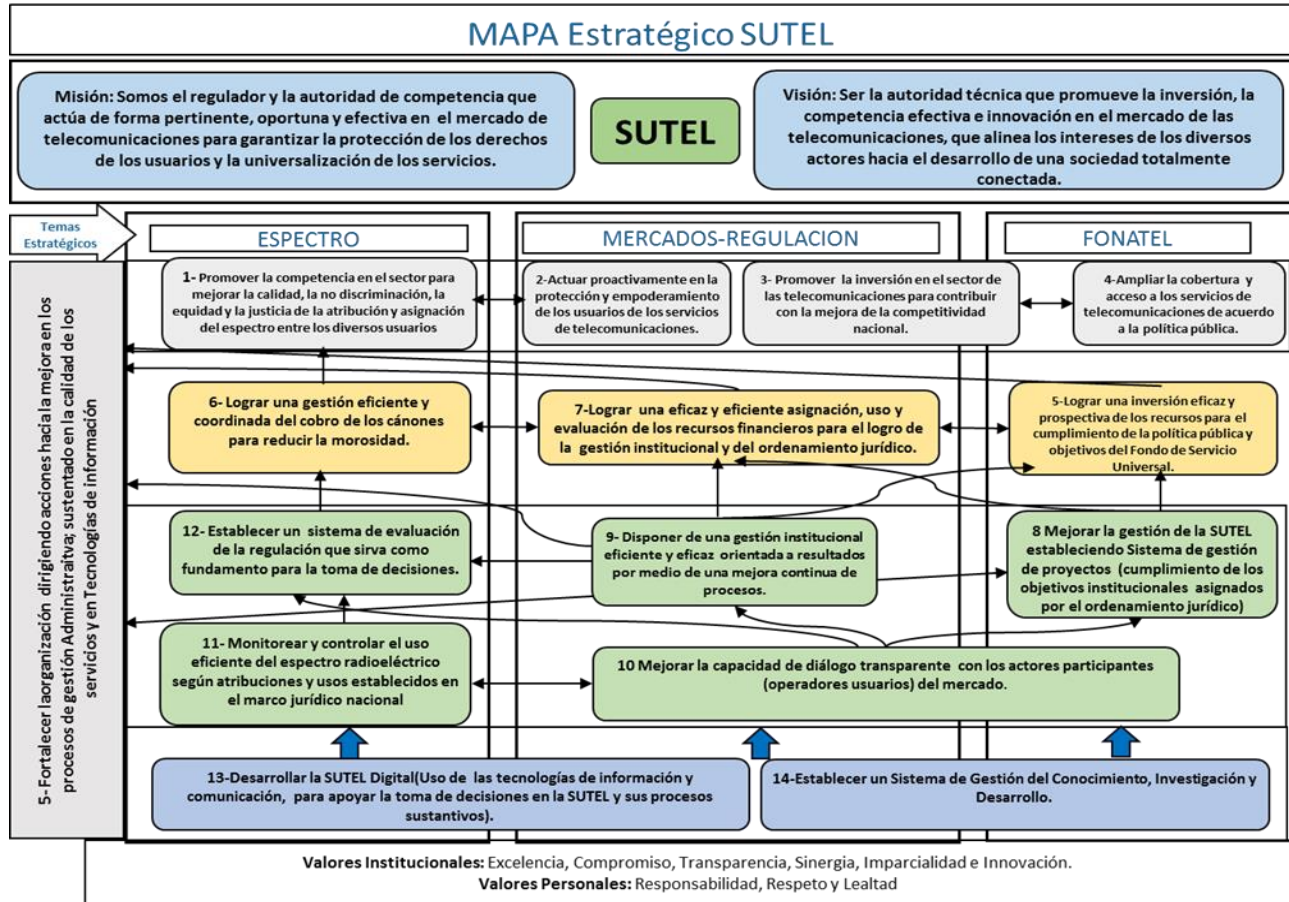 MAPA Estratégico SUTEL
Misión: Somos el regulador y la autoridad de competencia que
actúa de forma pertinente, oportuna y efectiva en el mercado de
telecomunicaciones para garantizar la protección de los derechos
de los usuarios y la universalización de los servicios.
SUTEL
Visión: Ser la autoridad técnica que promueve la inversión, la
competencia efectiva e innovación en el mercado de las
telecomunicaciones, que alinea los intereses de los diversos
actores hacia el desarrollo de una sociedad totalmente
conectada.
Temas
Estratégicos
ESPECTRO
MERCADOS-REGULACION
FONATEL
5- Fortalecer laorganización dirigiendo acciones hacia la mejora en los
procesos de gestión Administraitva; sustentado en la calidad de los
servicios y en Tecnologías de información
1- Promover la competencia en el sector para
mejorar la calidad, la no discriminación, la
equidad y la justicia de la atribución y asignación
del espectro entre los diversos usuarios
2-Actuar proactivamente en la
protección y empoderamiento
de los usuarios de los servicios
de telecomunicaciones.
3- Promover la inversión en el sector de
las telecomunicaciones para contribuir
con la mejora de la competitividad
nacional.
4-Ampliar la cobertura y
acceso a los servicios de
telecomunicaciones de acuerdo
a la política pública.
6- Lograr una gestión eficiente y
coordinada del cobro de los cánones
para reducir la morosidad.
7-Lograr una eficaz y eficiente asignación, uso y
evaluación de los recursos financieros para el logro de
la gestión institucional y del ordenamiento jurídico.
5-Lograr una inversión eficaz y
prospectiva de los recursos para el
cumplimiento de la política pública y
objetivos del Fondo de Servicio
Universal.
12- Establecer un sistema de evaluación
de la regulación que sirva como
fundamento para la toma de decisiones.
9- Disponer de una gestión institucional
eficiente y eficaz orientada a resultados
por medio de una mejora continua de
procesos.
8 Mejorar la gestión de la SUTEL
estableciendo Sistema de gestión
de proyectos (cumplimiento de los
objetivos institucionales asignados
por el ordenamiento jurídico)
11- Monitorear y controlar el uso
eficiente del espectro radioeléctrico
según atribuciones y usos establecidos en
el marco jurídico nacional
10 Mejorar la capacidad de diálogo transparente con los actores participantes
(operadores usuarios) del mercado.
13-Desarrollar la SUTEL Digital(Uso de las tecnologías de información y
comunicación, para apoyar la toma de decisiones en la SUTEL y sus procesos
sustantivos).
14-Establecer un Sistema de Gestión del Conocimiento, Investigación y
Desarrollo.
Valores Institucionales: Excelencia, Compromiso, Transparencia, Sinergia, Imparcialidad e Innovación.
Valores Personales: Responsabilidad, Respeto y Lealtad